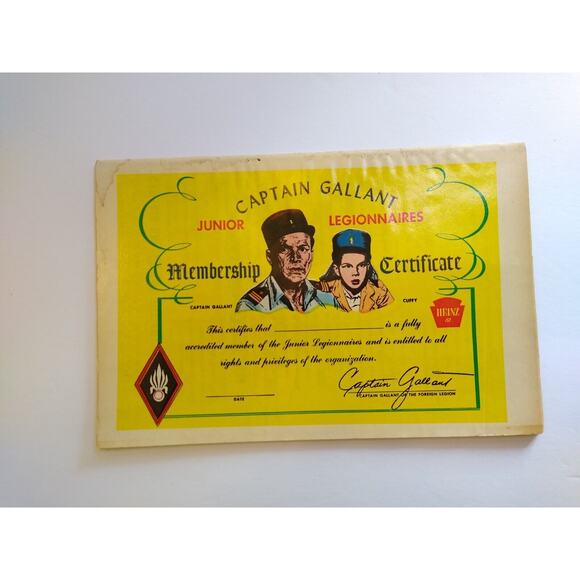 CAPTAIN GALLANT
JUNIOR LEGIONNAIRES
Membership Certificate
CAPTAIN GALLANT CUFFY
HEINZ
57
This certifies that ____________ is a fully
accredited member of the Junior Legionnaires and is entitled to all
rights and privileges of the organization.
Captain Gallant
DATE CAPTAIN GALLANT OF THE FOREIGN LEGION